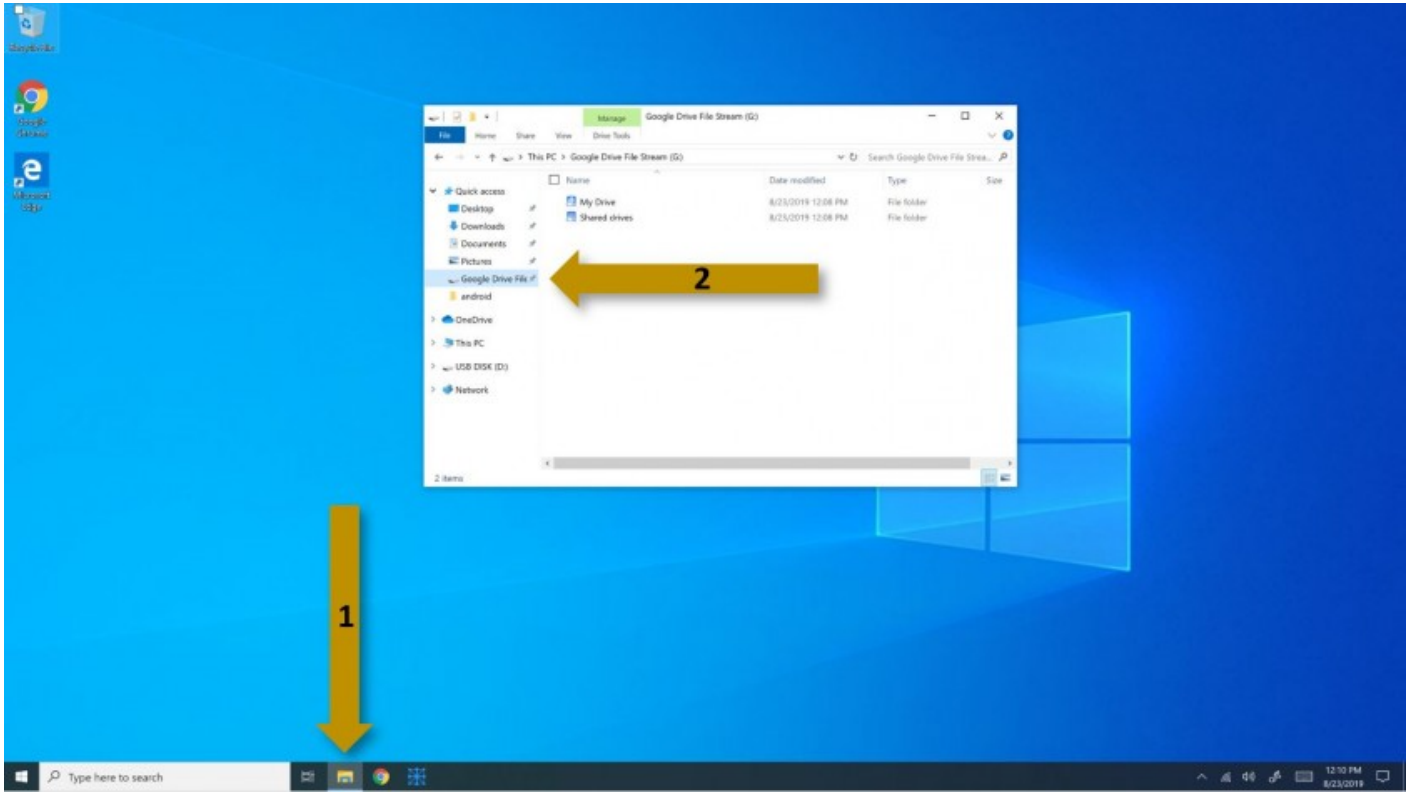 Manage
Google Drive File Stream (G:)
File
Home
Share
View
Drive Tools
This PC > Google Drive File Stream (G:)
Search Google Drive File Strea...
Name
Date modified
Type
Size
Quick access
Desktop
Downloads
Documents
Pictures
Google Drive File
android
OneDrive
This PC
USB DISK (D:)
Network
My Drive
8/23/2019 12:08 PM
File folder
Shared drives
8/23/2019 12:08 PM
File folder
2
2 items
1
Type here to search
12:10 PM
8/23/2019